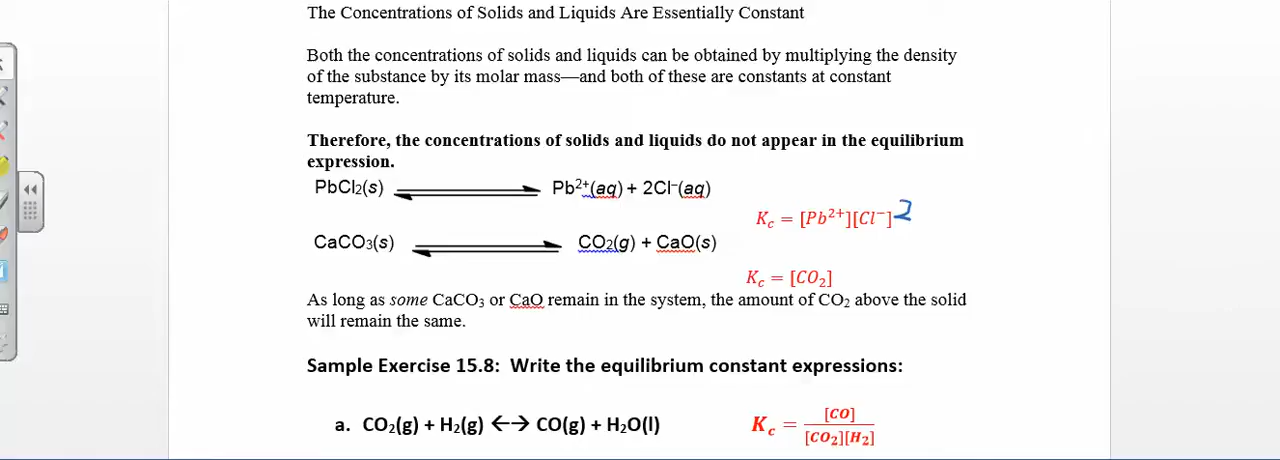 The Concentrations of Solids and Liquids Are Essentially Constant
Both the concentrations of solids and liquids can be obtained by multiplying the density
of the substance by its molar mass—and both of these are constants at constant
temperature.
Therefore, the concentrations of solids and liquids do not appear in the equilibrium
expression.
PbCl₂(s) ⇌ Pb²⁺(aq) + 2Cl⁻(aq)
K_c = [Pb²⁺][Cl⁻]²
CaCO₃(s) ⇌ CO₂(g) + CaO(s)
K_c = [CO₂]
As long as some CaCO₃ or CaO remain in the system, the amount of CO₂ above the solid
will remain the same.
Sample Exercise 15.8: Write the equilibrium constant expressions:
a. CO₂(g) + H₂(g) ←→ CO(g) + H₂O(l) K_c = [CO] / [CO₂][H₂]